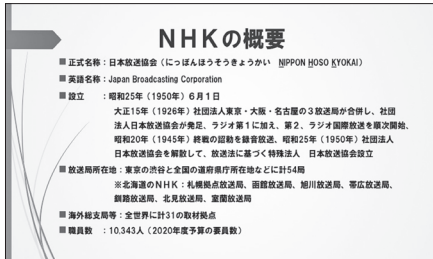 NHKの概要
■正式名称：日本放送協会（にっぽんほうそうきょうかい　NIPPON HOSO KYOKAI）
■英語名称：Japan Broadcasting Corporation
■設立　　：昭和25年（1950年）６月１日
大正15年（1926年）社団法人東京・大阪・名古屋の３放送局が合併し、社団
法人日本放送協会が発足、ラジオ第１に加え、第２、ラジオ国際放送を順次開始、
昭和20年（1945年）終戦の詔勅を録音放送、昭和25年（1950年）社団法人
日本放送協会を解散して、放送法に基づく特殊法人　日本放送協会設立
■放送局所在地：東京の渋谷と全国の道府県庁所在地などに計54局
※北海道のNHK：札幌拠点放送局、函館放送局、旭川放送局、帯広放送局、
釧路放送局、北見放送局、室蘭放送局
■海外総支局等：全世界に計31の取材拠点
■職員数　：10,343人（2020年度予算の要員数）